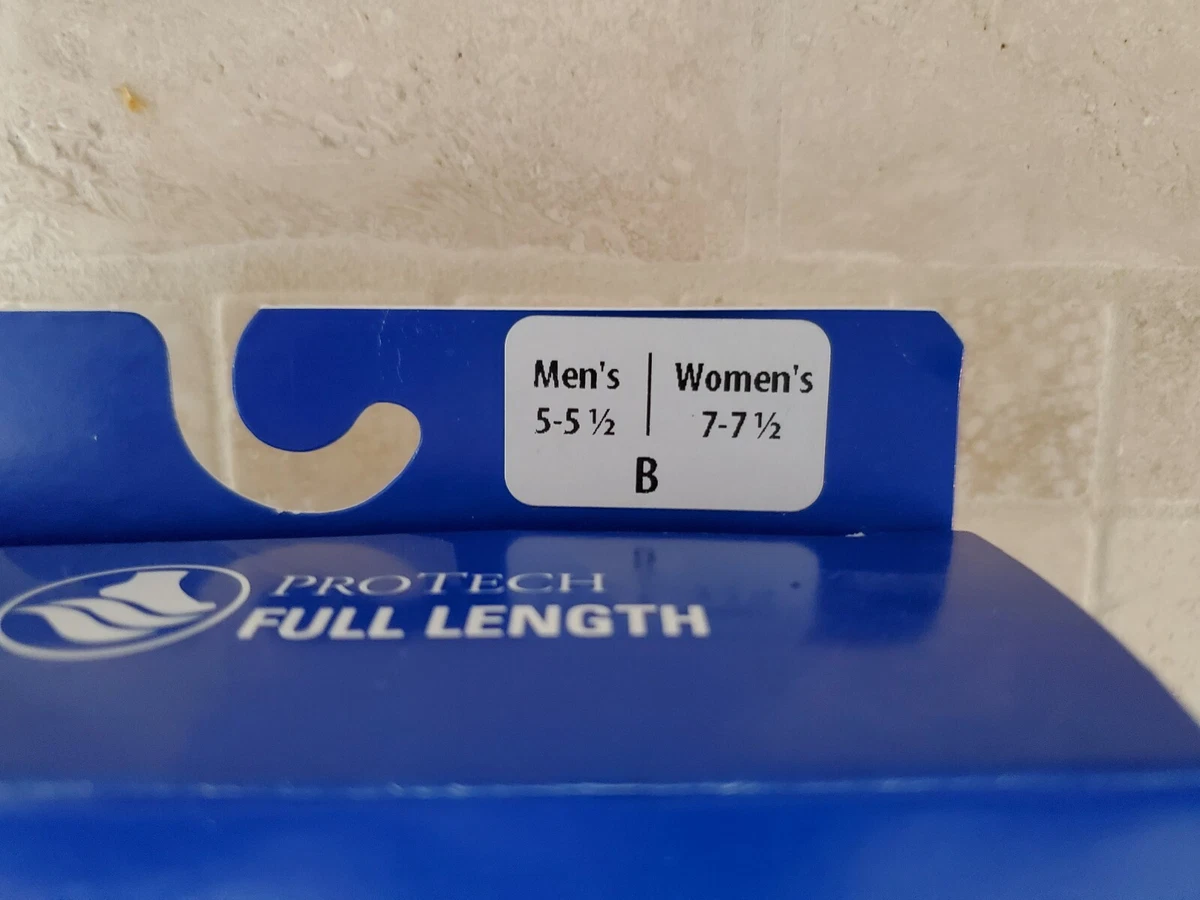 Men's | Women's
5-5 ½ | 7-7 ½
B
PROTECH
FULL LENGTH